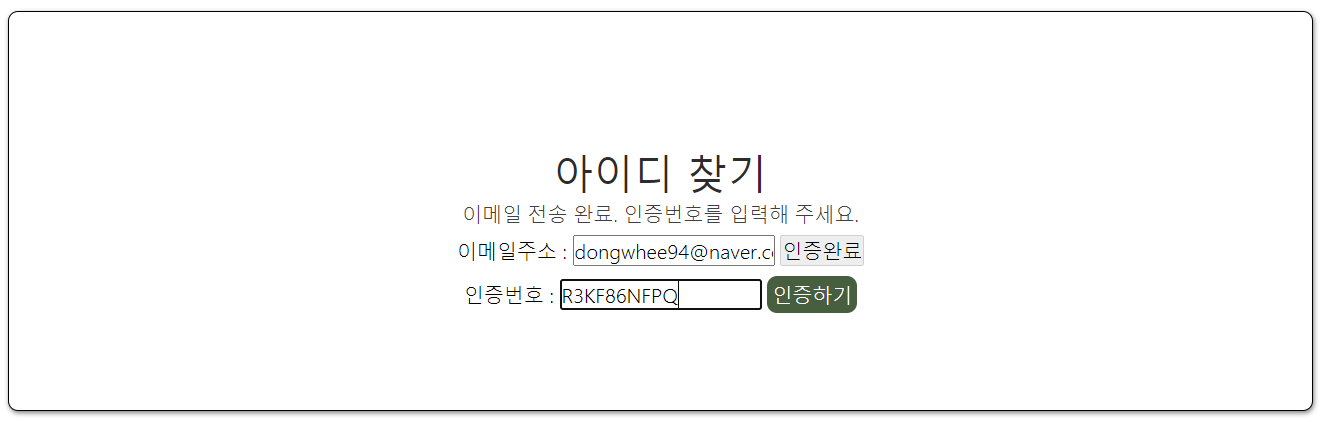 아이디 찾기
이메일 전송 완료. 인증번호를 입력해 주세요.
이메일주소 : dongwhee94@naver.c 인증완료
인증번호 : R3KF86NFPQ 인증하기